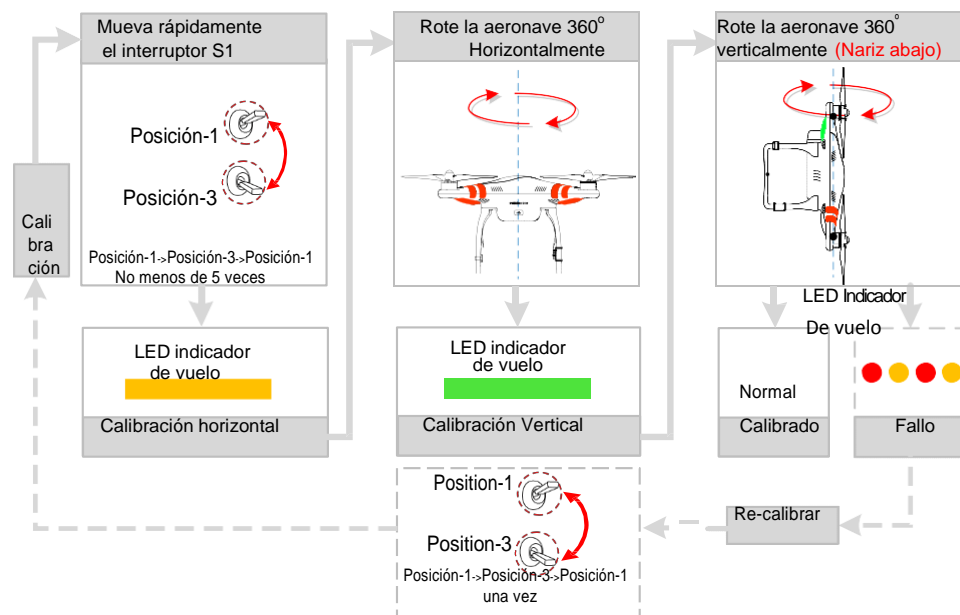 Mueva rápidamente
el interruptor S1
Posición-1
Posición-3
Posición-1->Posición-3->Posición-1
No menos de 5 veces
Cali
bra
ción
LED indicador
de vuelo
Calibración horizontal
Rote la aeronave 360°
Horizontalmente
LED indicador
de vuelo
Calibración Vertical
Rote la aeronave 360°
verticalmente (Nariz abajo)
LED Indicador
De vuelo
Normal
Calibrado
Fallo
Re-calibrar
Position-1
Position-3
Posición-1->Posición-3->Posición-1
una vez